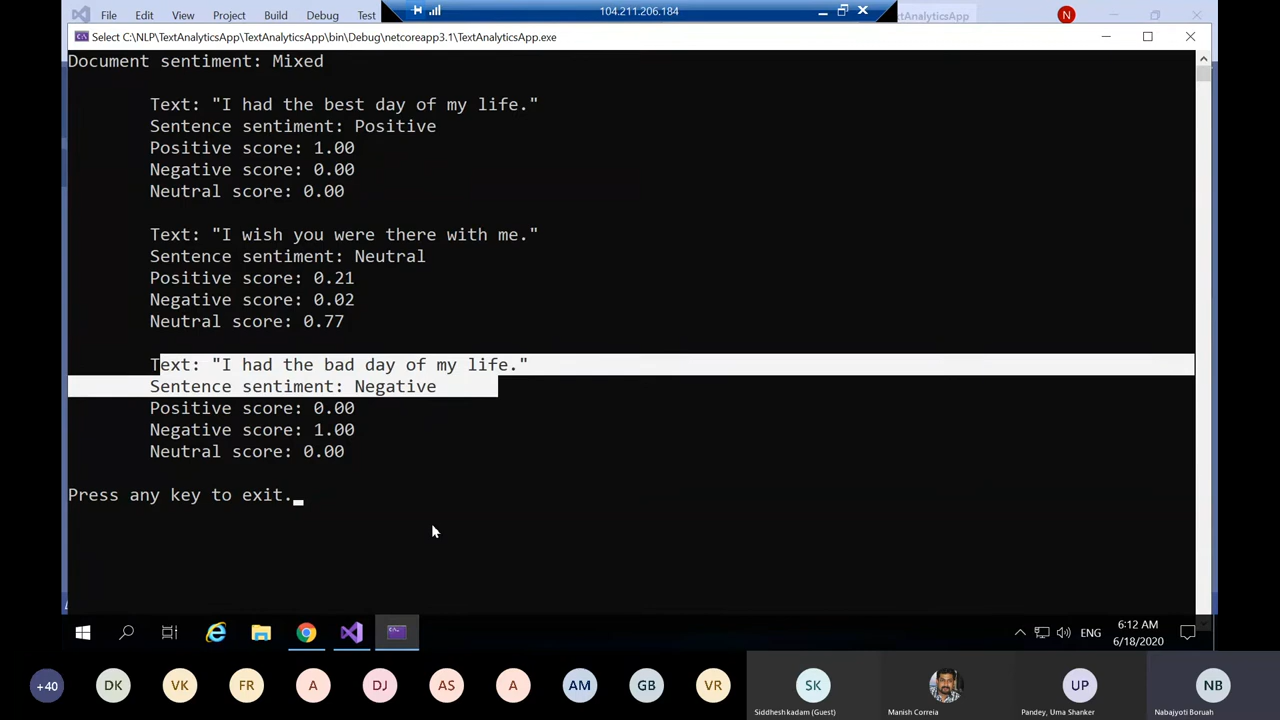 File Edit View Project Build Debug Test
104.211.206.184
xtAnalyticsApp
N
Select C:\NLP\TextAnalyticsApp\TextAnalyticsApp\bin\Debug\netcoreapp3.1\TextAnalyticsApp.exe
Document sentiment: Mixed
Text: "I had the best day of my life."
Sentence sentiment: Positive
Positive score: 1.00
Negative score: 0.00
Neutral score: 0.00
Text: "I wish you were there with me."
Sentence sentiment: Neutral
Positive score: 0.21
Negative score: 0.02
Neutral score: 0.77
Text: "I had the bad day of my life."
Sentence sentiment: Negative
Positive score: 0.00
Negative score: 1.00
Neutral score: 0.00
Press any key to exit.
ENG
6:12 AM
6/18/2020
+40 DK VK FR A DJ AS A AM GB VR SK UP NB
Siddhesh kadam (Guest) Manish Correia Pandey, Uma Shanker Nabajyoti Boruah